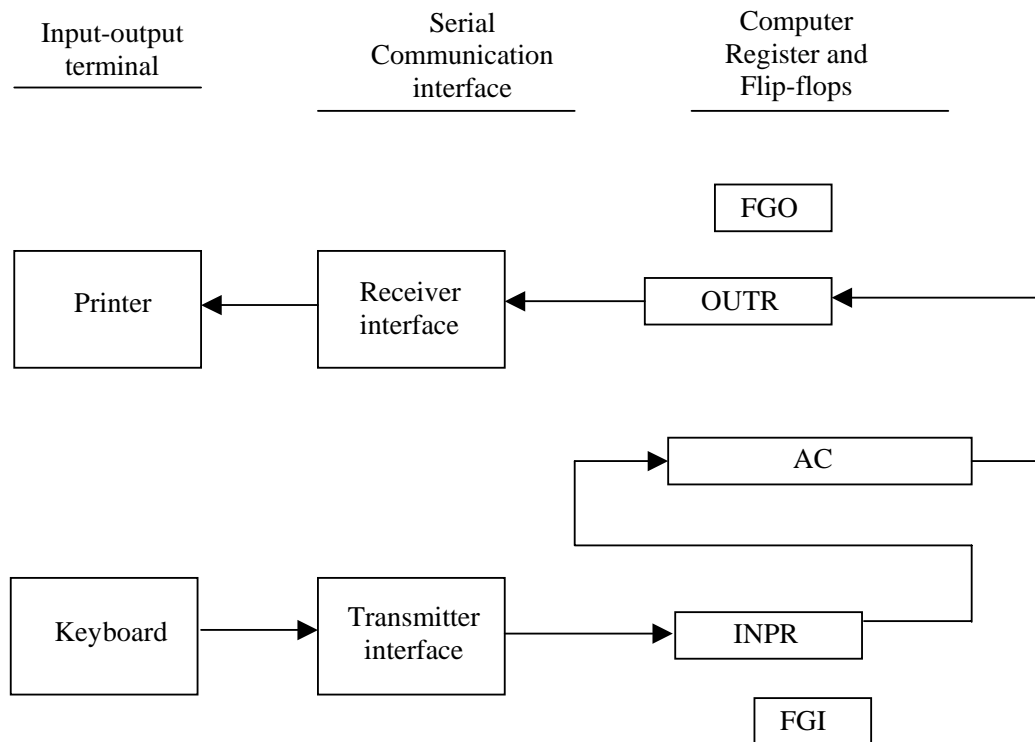 Input-output
terminal
Serial
Communication
interface
Computer
Register and
Flip-flops
FGO
Printer
Receiver
interface
OUTR
AC
Keyboard
Transmitter
interface
INPR
FGI